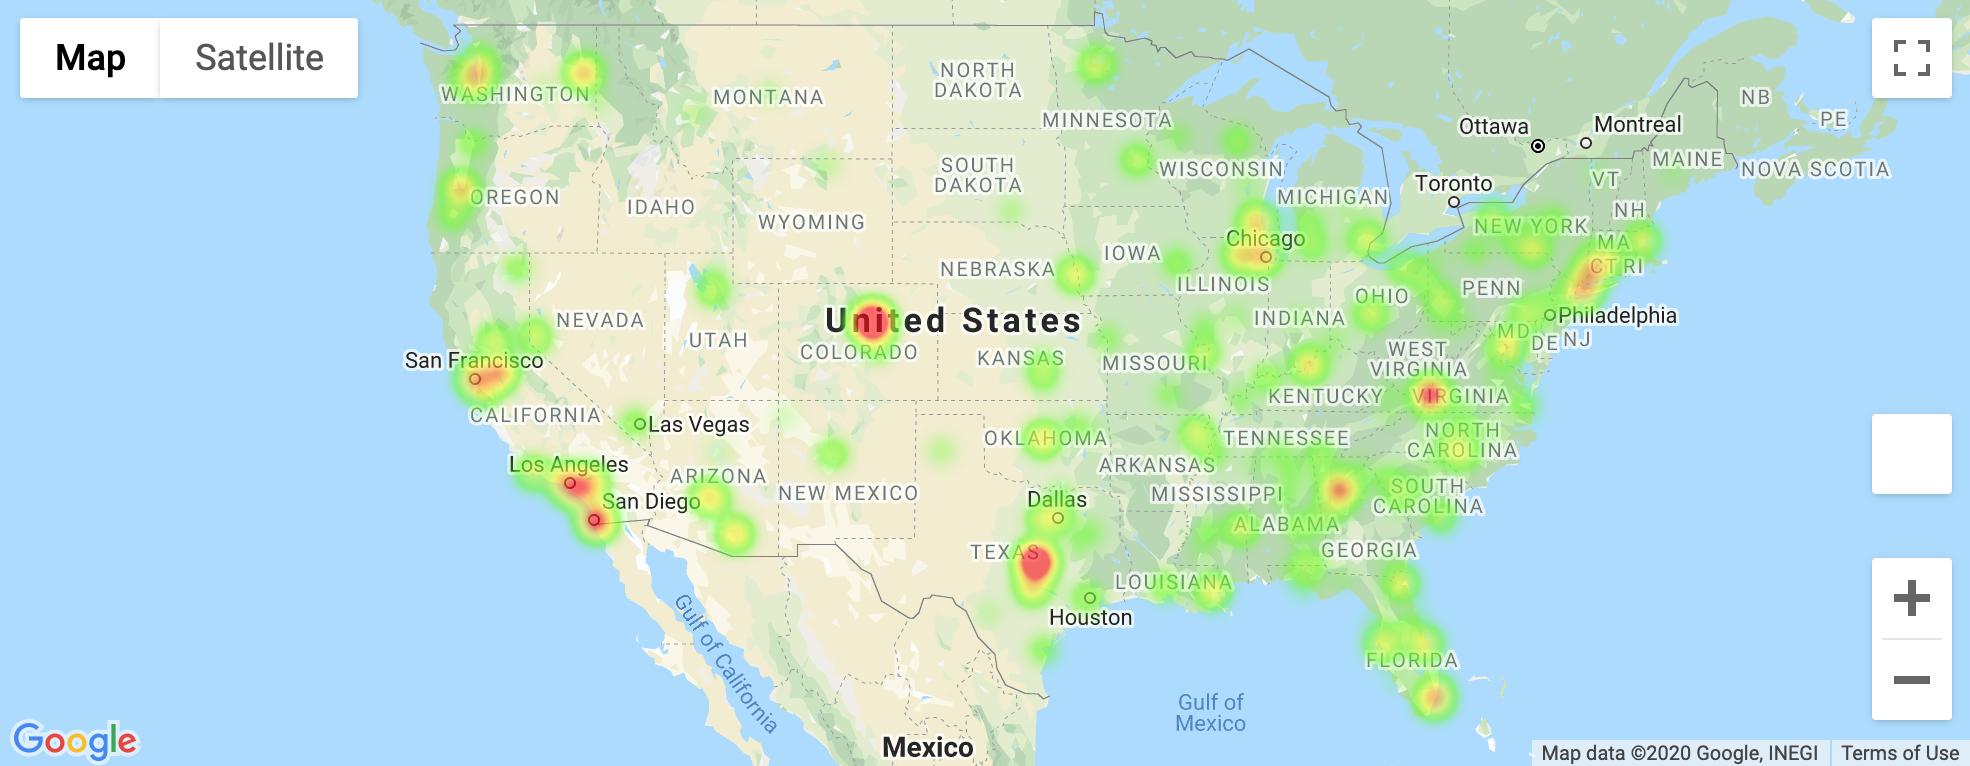 Map
Satellite
NORTH
DAKOTA
MONTANA
WASHINGTON
MINNESOTA
Ottawa
Montreal
NB
PE
MAINE
NOVA SCOTIA
SOUTH
DAKOTA
WISCONSIN
VT
Toronto
MICHIGAN
OREGON
IDAHO
WYOMING
NH
NEW YORK
Chicago
MA
CT
RI
IOWA
NEBRASKA
ILLINOIS
OHIO
PENN
United States
NEVADA
INDIANA
Philadelphia
MD
DE
NJ
UTAH
COLORADO
KANSAS
MISSOURI
WEST
VIRGINIA
San Francisco
KENTUCKY
VIRGINIA
CALIFORNIA
Las Vegas
OKLAHOMA
TENNESSEE
NORTH
CAROLINA
Los Angeles
ARIZONA
ARKANSAS
NEW MEXICO
MISSISSIPPI
SOUTH
CAROLINA
San Diego
Dallas
ALABAMA
GEORGIA
TEXAS
LOUISIANA
Houston
Gulf of California
FLORIDA
Gulf of
Mexico
Mexico
Google
Map data ©2020 Google, INEGI
Terms of Use